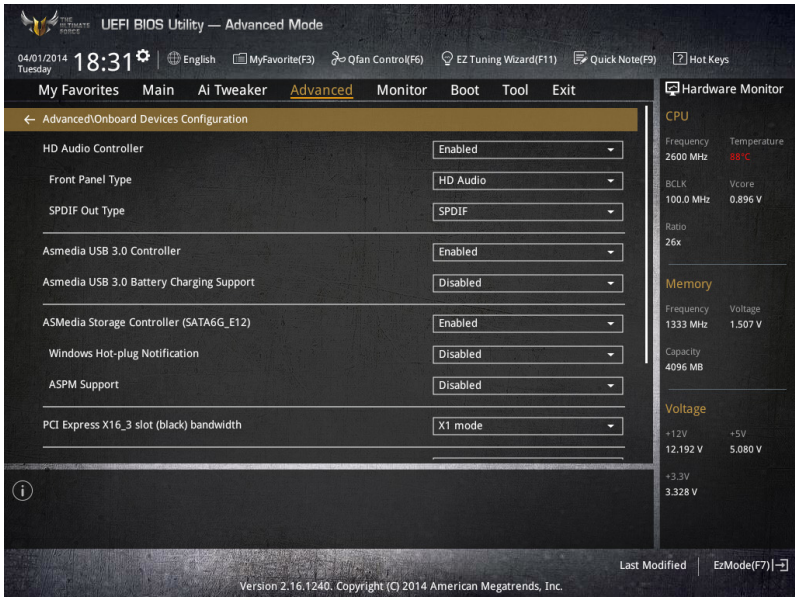 THE ULTIMATE FORCE
UEFI BIOS Utility — Advanced Mode
04/01/2014
Tuesday
18:31
English
MyFavorite(F3)
Qfan Control(F6)
EZ Tuning Wizard(F11)
Quick Note(F9)
? Hot Keys
My Favorites Main Ai Tweaker Advanced Monitor Boot Tool Exit
← Advanced\Onboard Devices Configuration
HD Audio Controller Enabled
Front Panel Type HD Audio
SPDIF Out Type SPDIF
Asmedia USB 3.0 Controller Enabled
Asmedia USB 3.0 Battery Charging Support Disabled
ASMedia Storage Controller (SATA6G_E12) Enabled
Windows Hot-plug Notification Disabled
ASPM Support Disabled
PCI Express X16_3 slot (black) bandwidth X1 mode
Hardware Monitor
CPU
Frequency Temperature
2600 MHz 38°C
BCLK Vcore
100.0 MHz 0.896 V
Ratio
26x
Memory
Frequency Voltage
1333 MHz 1.507 V
Capacity
4096 MB
Voltage
+12V +5V
12.192 V 5.080 V
+3.3V
3.328 V
i
Last Modified
EzMode(F7)
Version 2.16.1240. Copyright (C) 2014 American Megatrends, Inc.